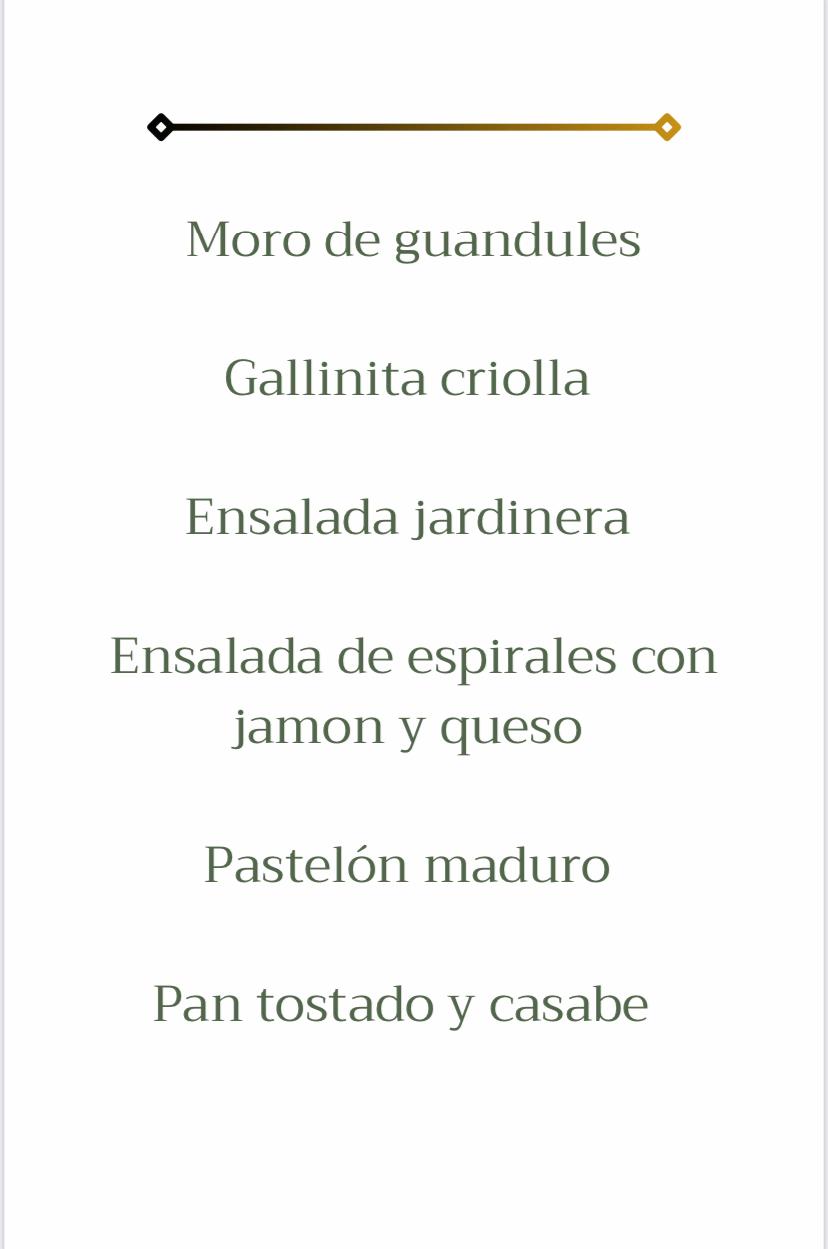 Moro de guandules
Gallinita criolla
Ensalada jardinera
Ensalada de espirales con
jamon y queso
Pastelón maduro
Pan tostado y casabe